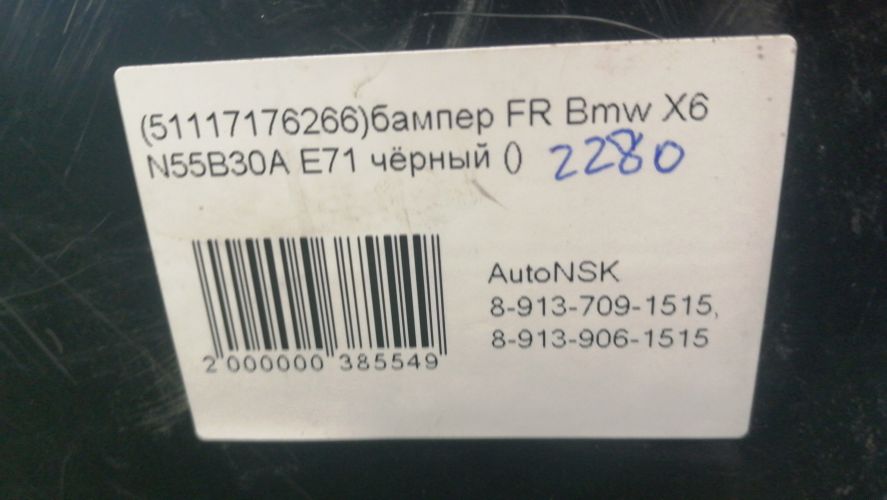 (51117176266)бампер FR Bmw X6
N55B30A E71 чёрный () 2280
AutoNSK
8-913-709-1515,
8-913-906-1515
2 000000 385549